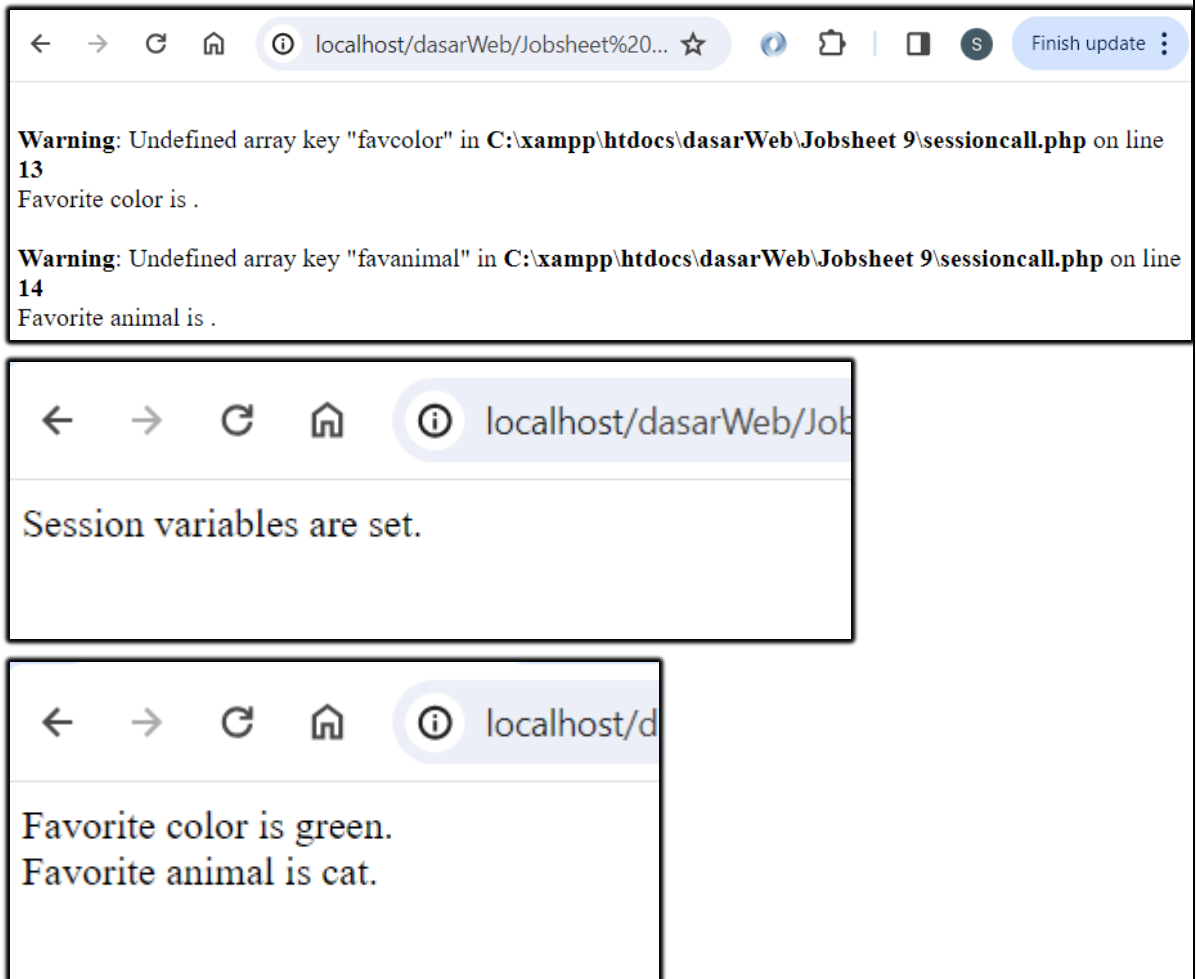 localhost/dasarWeb/Jobsheet%20...
S
Finish update
Warning: Undefined array key "favcolor" in C:\xampp\htdocs\dasarWeb\Jobsheet 9\sessioncall.php on line
13
Favorite color is .
Warning: Undefined array key "favanimal" in C:\xampp\htdocs\dasarWeb\Jobsheet 9\sessioncall.php on line
14
Favorite animal is .
localhost/dasarWeb/Job
Session variables are set.
localhost/d
Favorite color is green.
Favorite animal is cat.